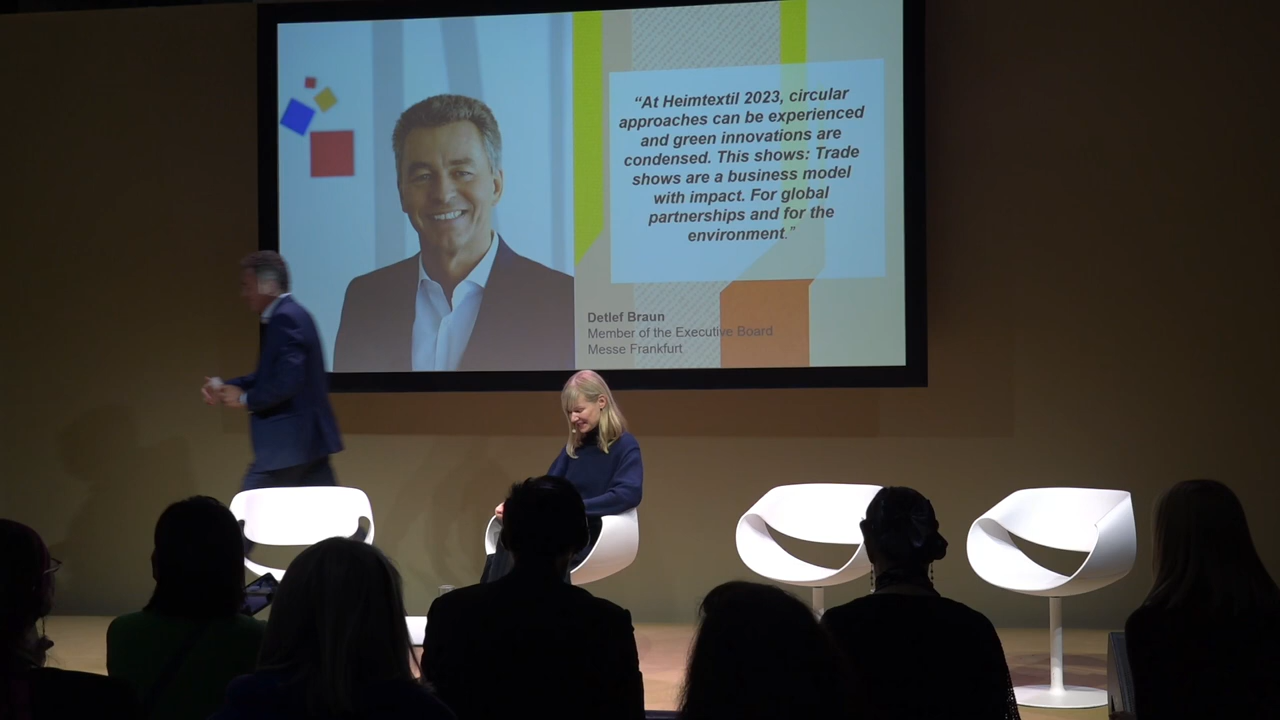 “At Heimtextil 2023, circular
approaches can be experienced
and green innovations are
condensed. This shows: Trade
shows are a business model
with impact. For global
partnerships and for the
environment.”
Detlef Braun
Member of the Executive Board
Messe Frankfurt